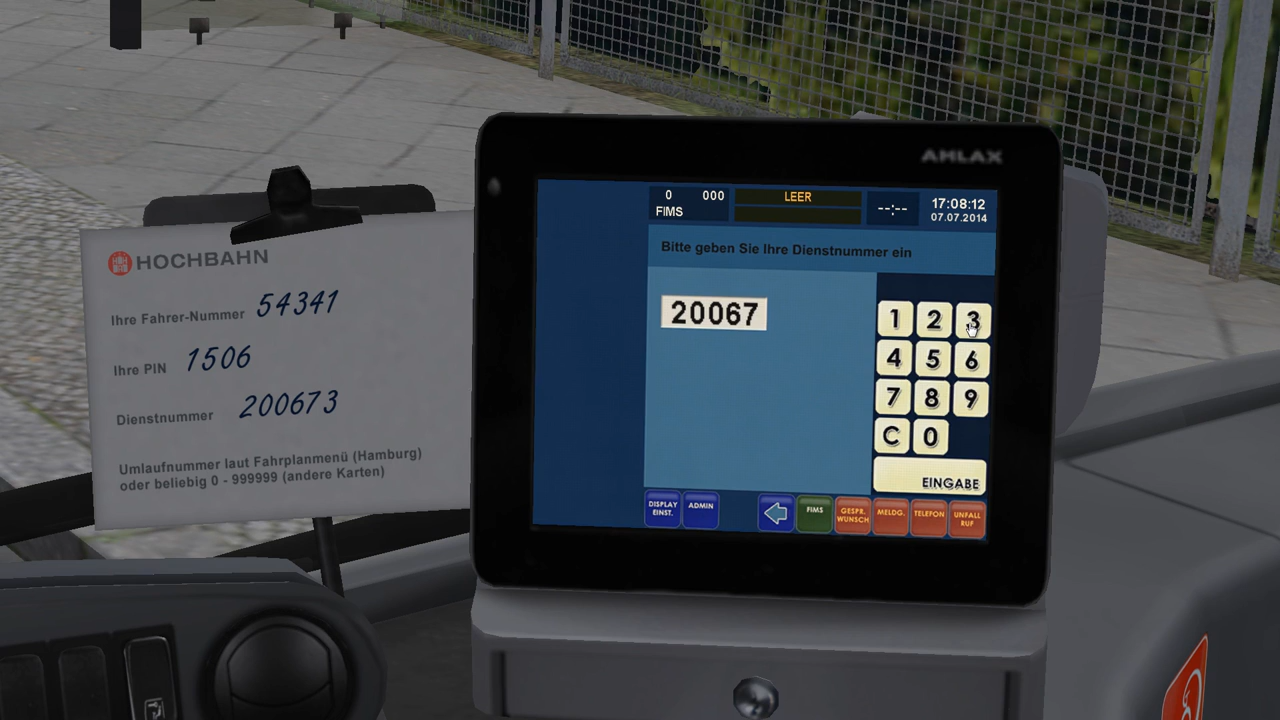 HOCHBAHN
Ihre Fahrer-Nummer 54341
Ihre PIN 1506
Dienstnummer 200673
Umlaufnummer laut Fahrplanmenü (Hamburg)
oder beliebig 0 - 999999 (andere Karten)
AMLAX
0 000
FIMS
LEER
--:--
17:08:12
07.07.2014
Bitte geben Sie Ihre Dienstnummer ein
20067
1 2 3
4 5 6
7 8 9
C 0
EINGABE
DISPLAY
EINST.
ADMIN
FIMS
GESPR.
WUNSCH
MELDG.
TELEFON
UNFALL
RUF